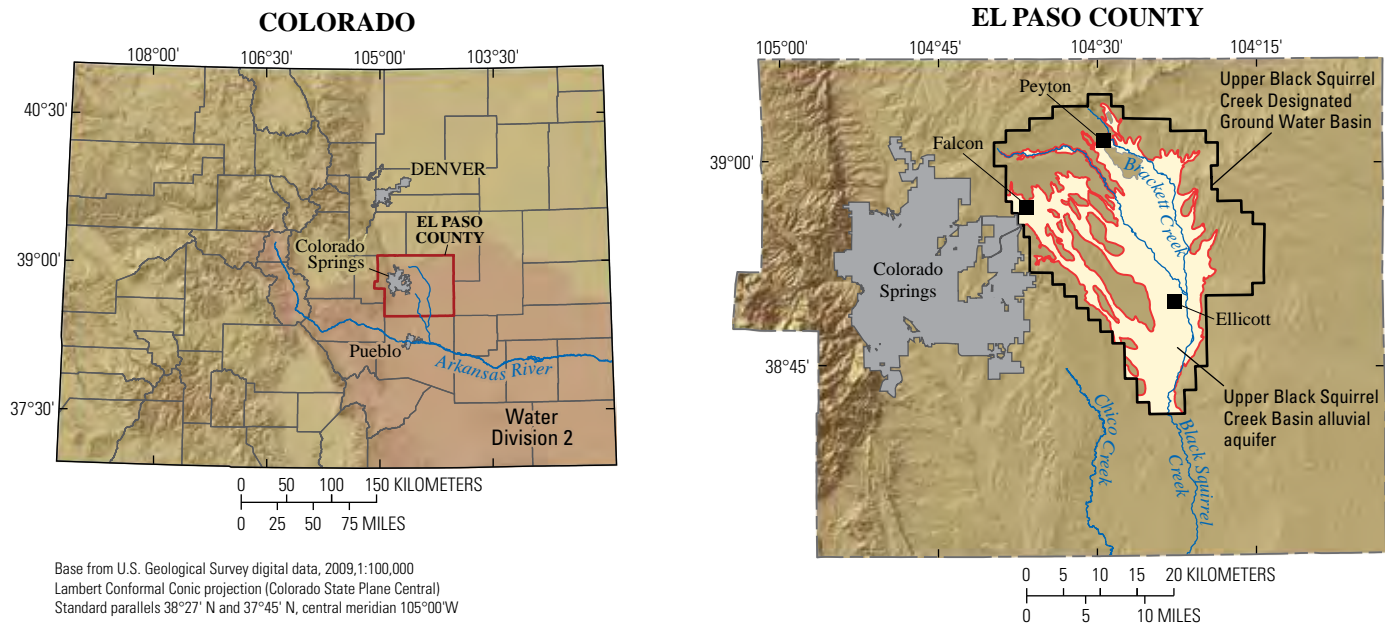 COLORADO
108°00'
106°30'
105°00'
103°30'
40°30'
39°00'
37°30'
DENVER
EL PASO
COUNTY
Colorado
Springs
Pueblo
Arkansas River
Water
Division 2
0 50 100 150 KILOMETERS
0 25 50 75 MILES
Base from U.S. Geological Survey digital data, 2009,1:100,000
Lambert Conformal Conic projection (Colorado State Plane Central)
Standard parallels 38°27' N and 37°45' N, central meridian 105°00'W
EL PASO COUNTY
105°00'
104°45'
104°30'
104°15'
39°00'
38°45'
Peyton
Upper Black Squirrel
Creek Designated
Ground Water Basin
Falcon
Brackett Creek
Colorado
Springs
Ellicott
Upper Black Squirrel
Creek Basin alluvial
aquifer
Chico Creek
Black Squirrel
Creek
0 5 10 15 20 KILOMETERS
0 5 10 MILES